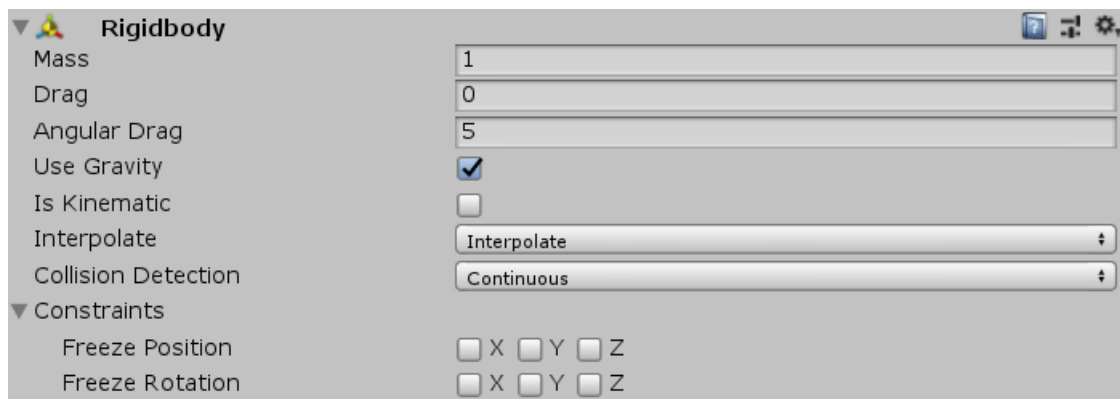 Rigidbody
Mass 1
Drag 0
Angular Drag 5
Use Gravity
Is Kinematic
Interpolate Interpolate
Collision Detection Continuous
Constraints
Freeze Position X Y Z
Freeze Rotation X Y Z